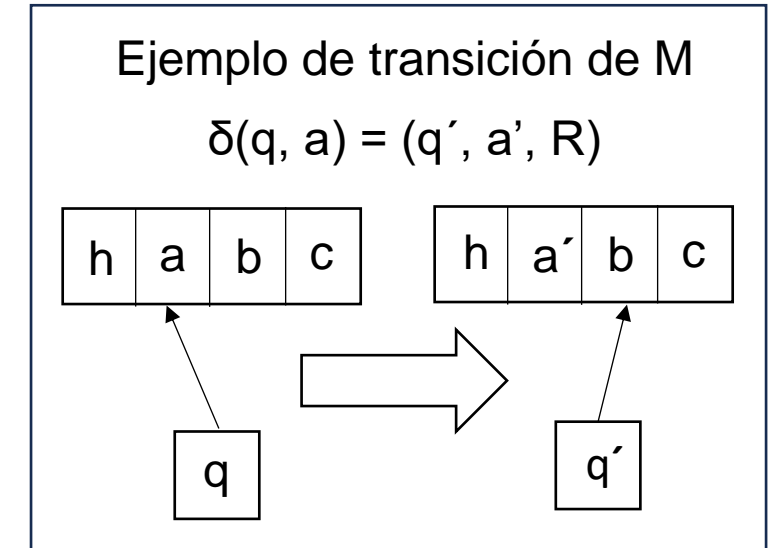 Ejemplo de transición de M
δ(q, a) = (q´, a’, R)
h a b c
h a´ b c
q
q´